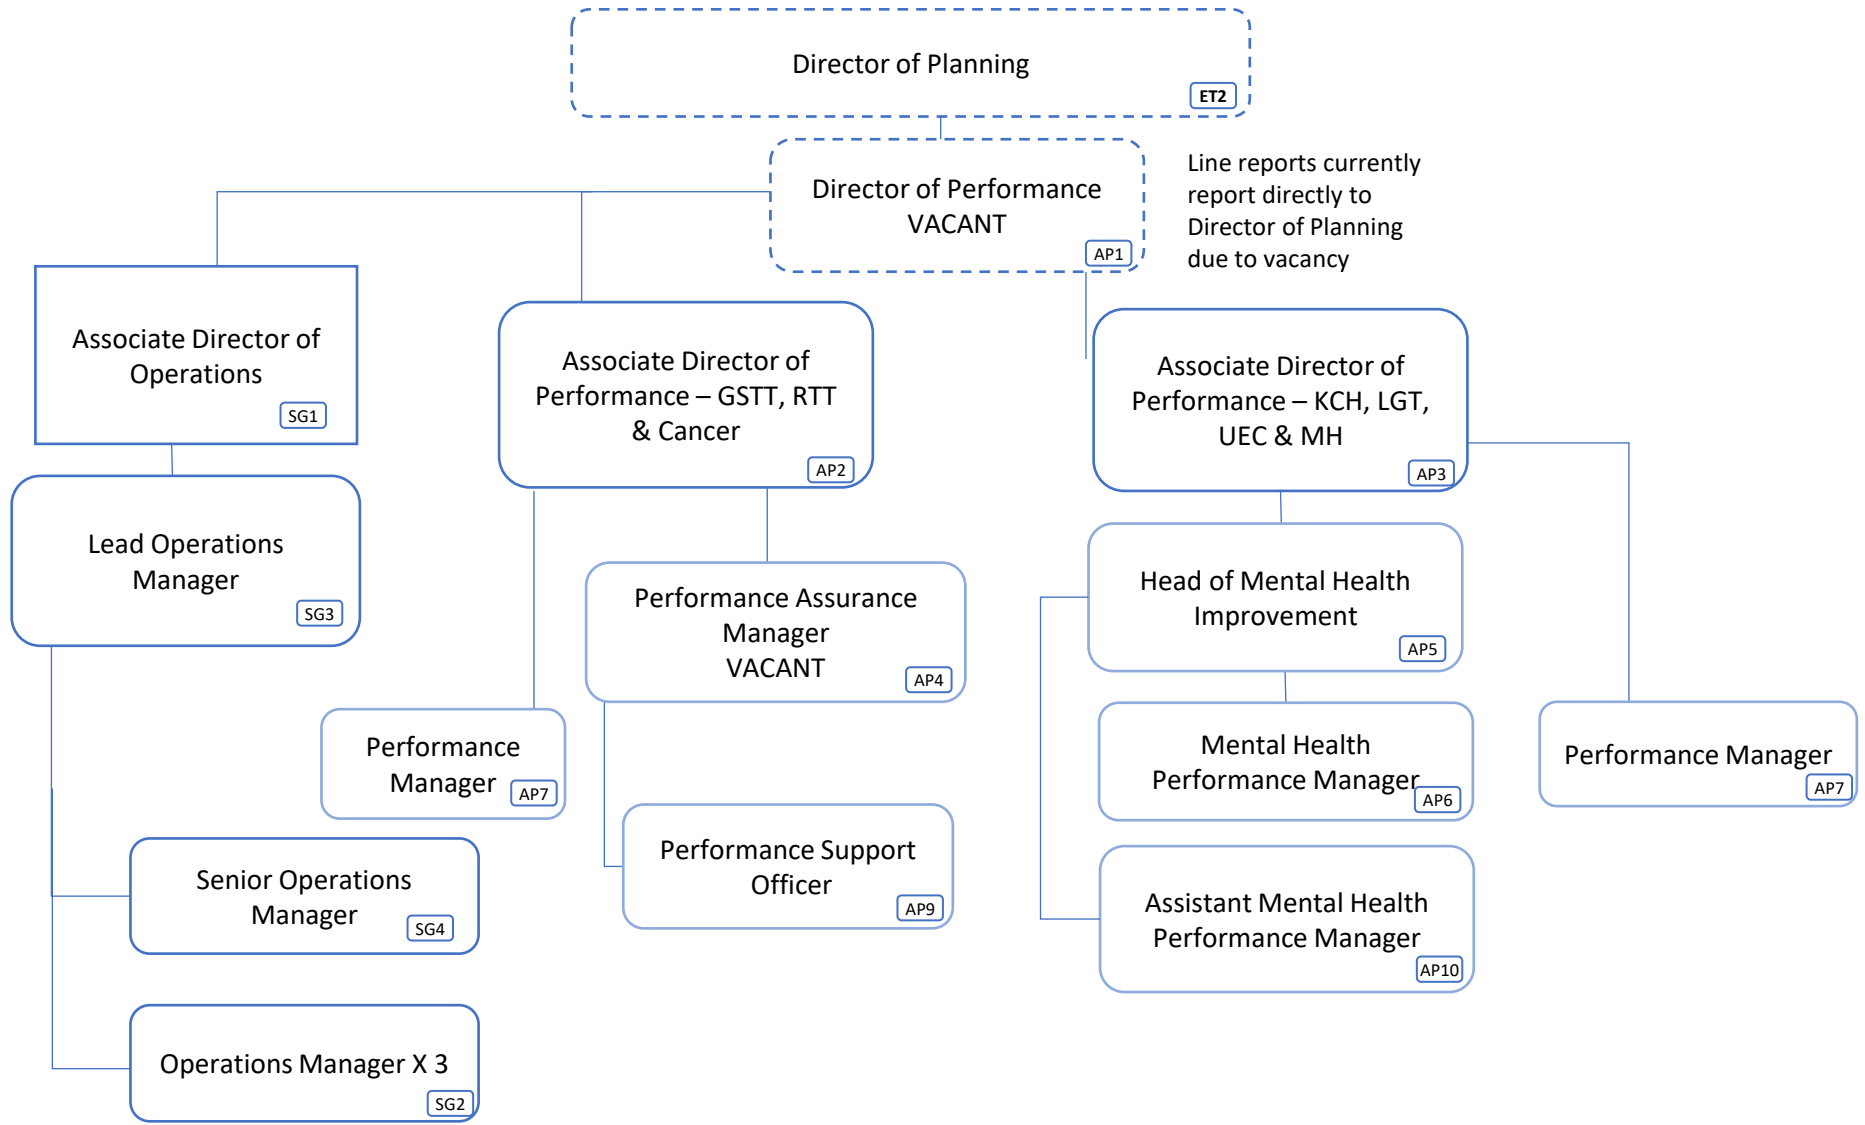 Director of Planning
ET2
Director of Performance
VACANT
AP1
Line reports currently
report directly to
Director of Planning
due to vacancy
Associate Director of
Operations
SG1
Associate Director of
Performance – GSTT, RTT
& Cancer
AP2
Associate Director of
Performance – KCH, LGT,
UEC & MH
AP3
Lead Operations
Manager
SG3
Performance Assurance
Manager
VACANT
AP4
Head of Mental Health
Improvement
AP5
Performance
Manager
AP7
Mental Health
Performance Manager
AP6
Performance Manager
AP7
Senior Operations
Manager
SG4
Performance Support
Officer
AP9
Assistant Mental Health
Performance Manager
AP10
Operations Manager X 3
SG2